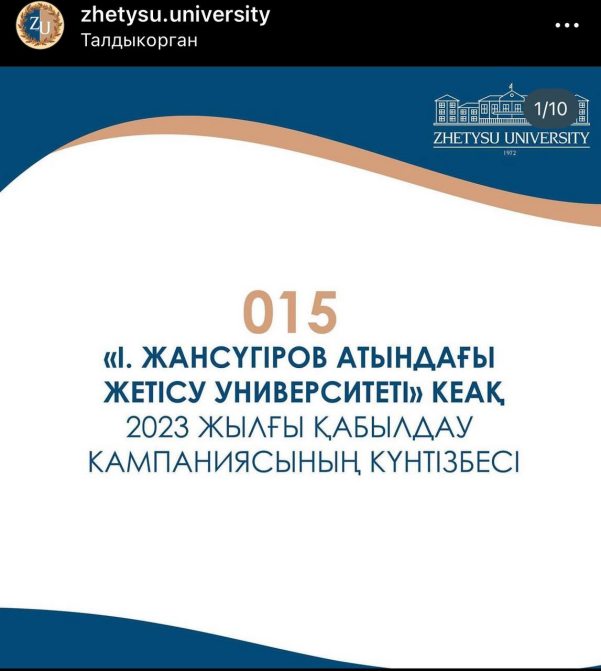 zhetysu.university
Талдыкорган
ZU
1/10
ZHETYSU UNIVERSITY
1972
015
«І. ЖАНСҮГІРОВ АТЫНДАҒЫ
ЖЕТІСУ УНИВЕРСИТЕТІ» КЕАҚ
2023 ЖЫЛҒЫ ҚАБЫЛДАУ
КАМПАНИЯСЫНЫҢ КҮНТІЗБЕСІ